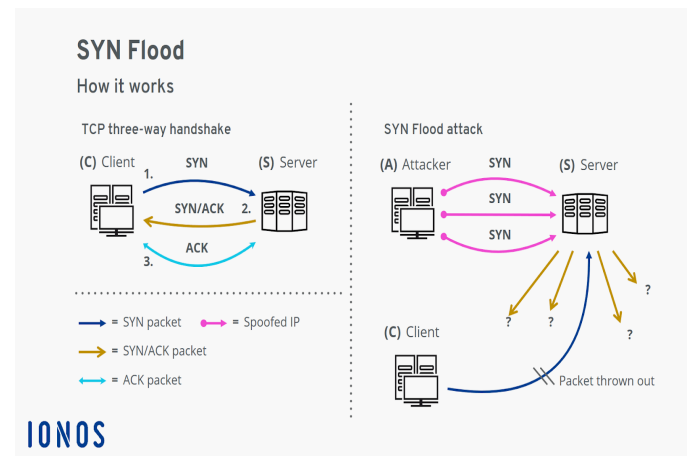 SYN Flood
How it works
TCP three-way handshake
(C) Client
1.
SYN
(S) Server
SYN/ACK
2.
ACK
3.
= SYN packet
= Spoofed IP
= SYN/ACK packet
= ACK packet
SYN Flood attack
(A) Attacker
SYN
(S) Server
SYN
SYN
?
?
?
?
(C) Client
Packet thrown out
IONOS